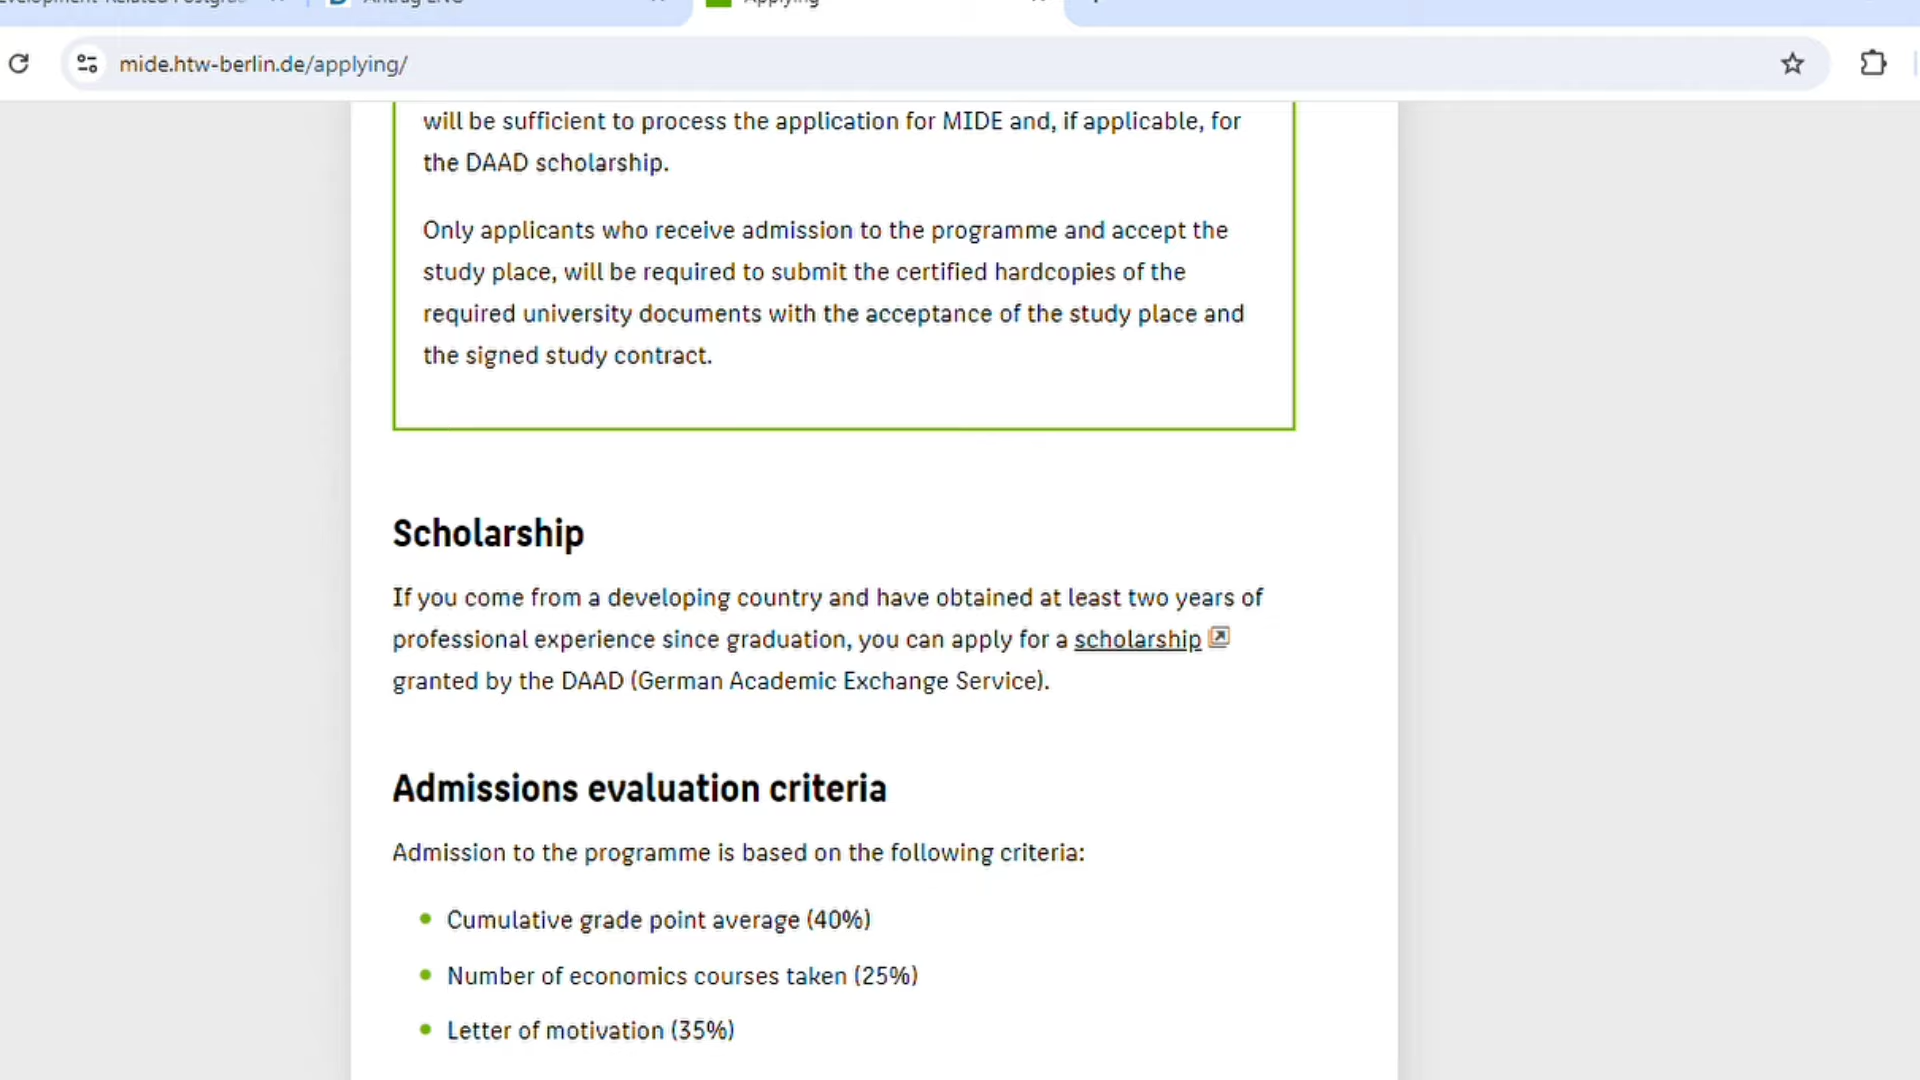 mide.htw-berlin.de/applying/
will be sufficient to process the application for MIDE and, if applicable, for
the DAAD scholarship.
Only applicants who receive admission to the programme and accept the
study place, will be required to submit the certified hardcopies of the
required university documents with the acceptance of the study place and
the signed study contract.
Scholarship
If you come from a developing country and have obtained at least two years of
professional experience since graduation, you can apply for a scholarship
granted by the DAAD (German Academic Exchange Service).
Admissions evaluation criteria
Admission to the programme is based on the following criteria:
Cumulative grade point average (40%)
Number of economics courses taken (25%)
Letter of motivation (35%)